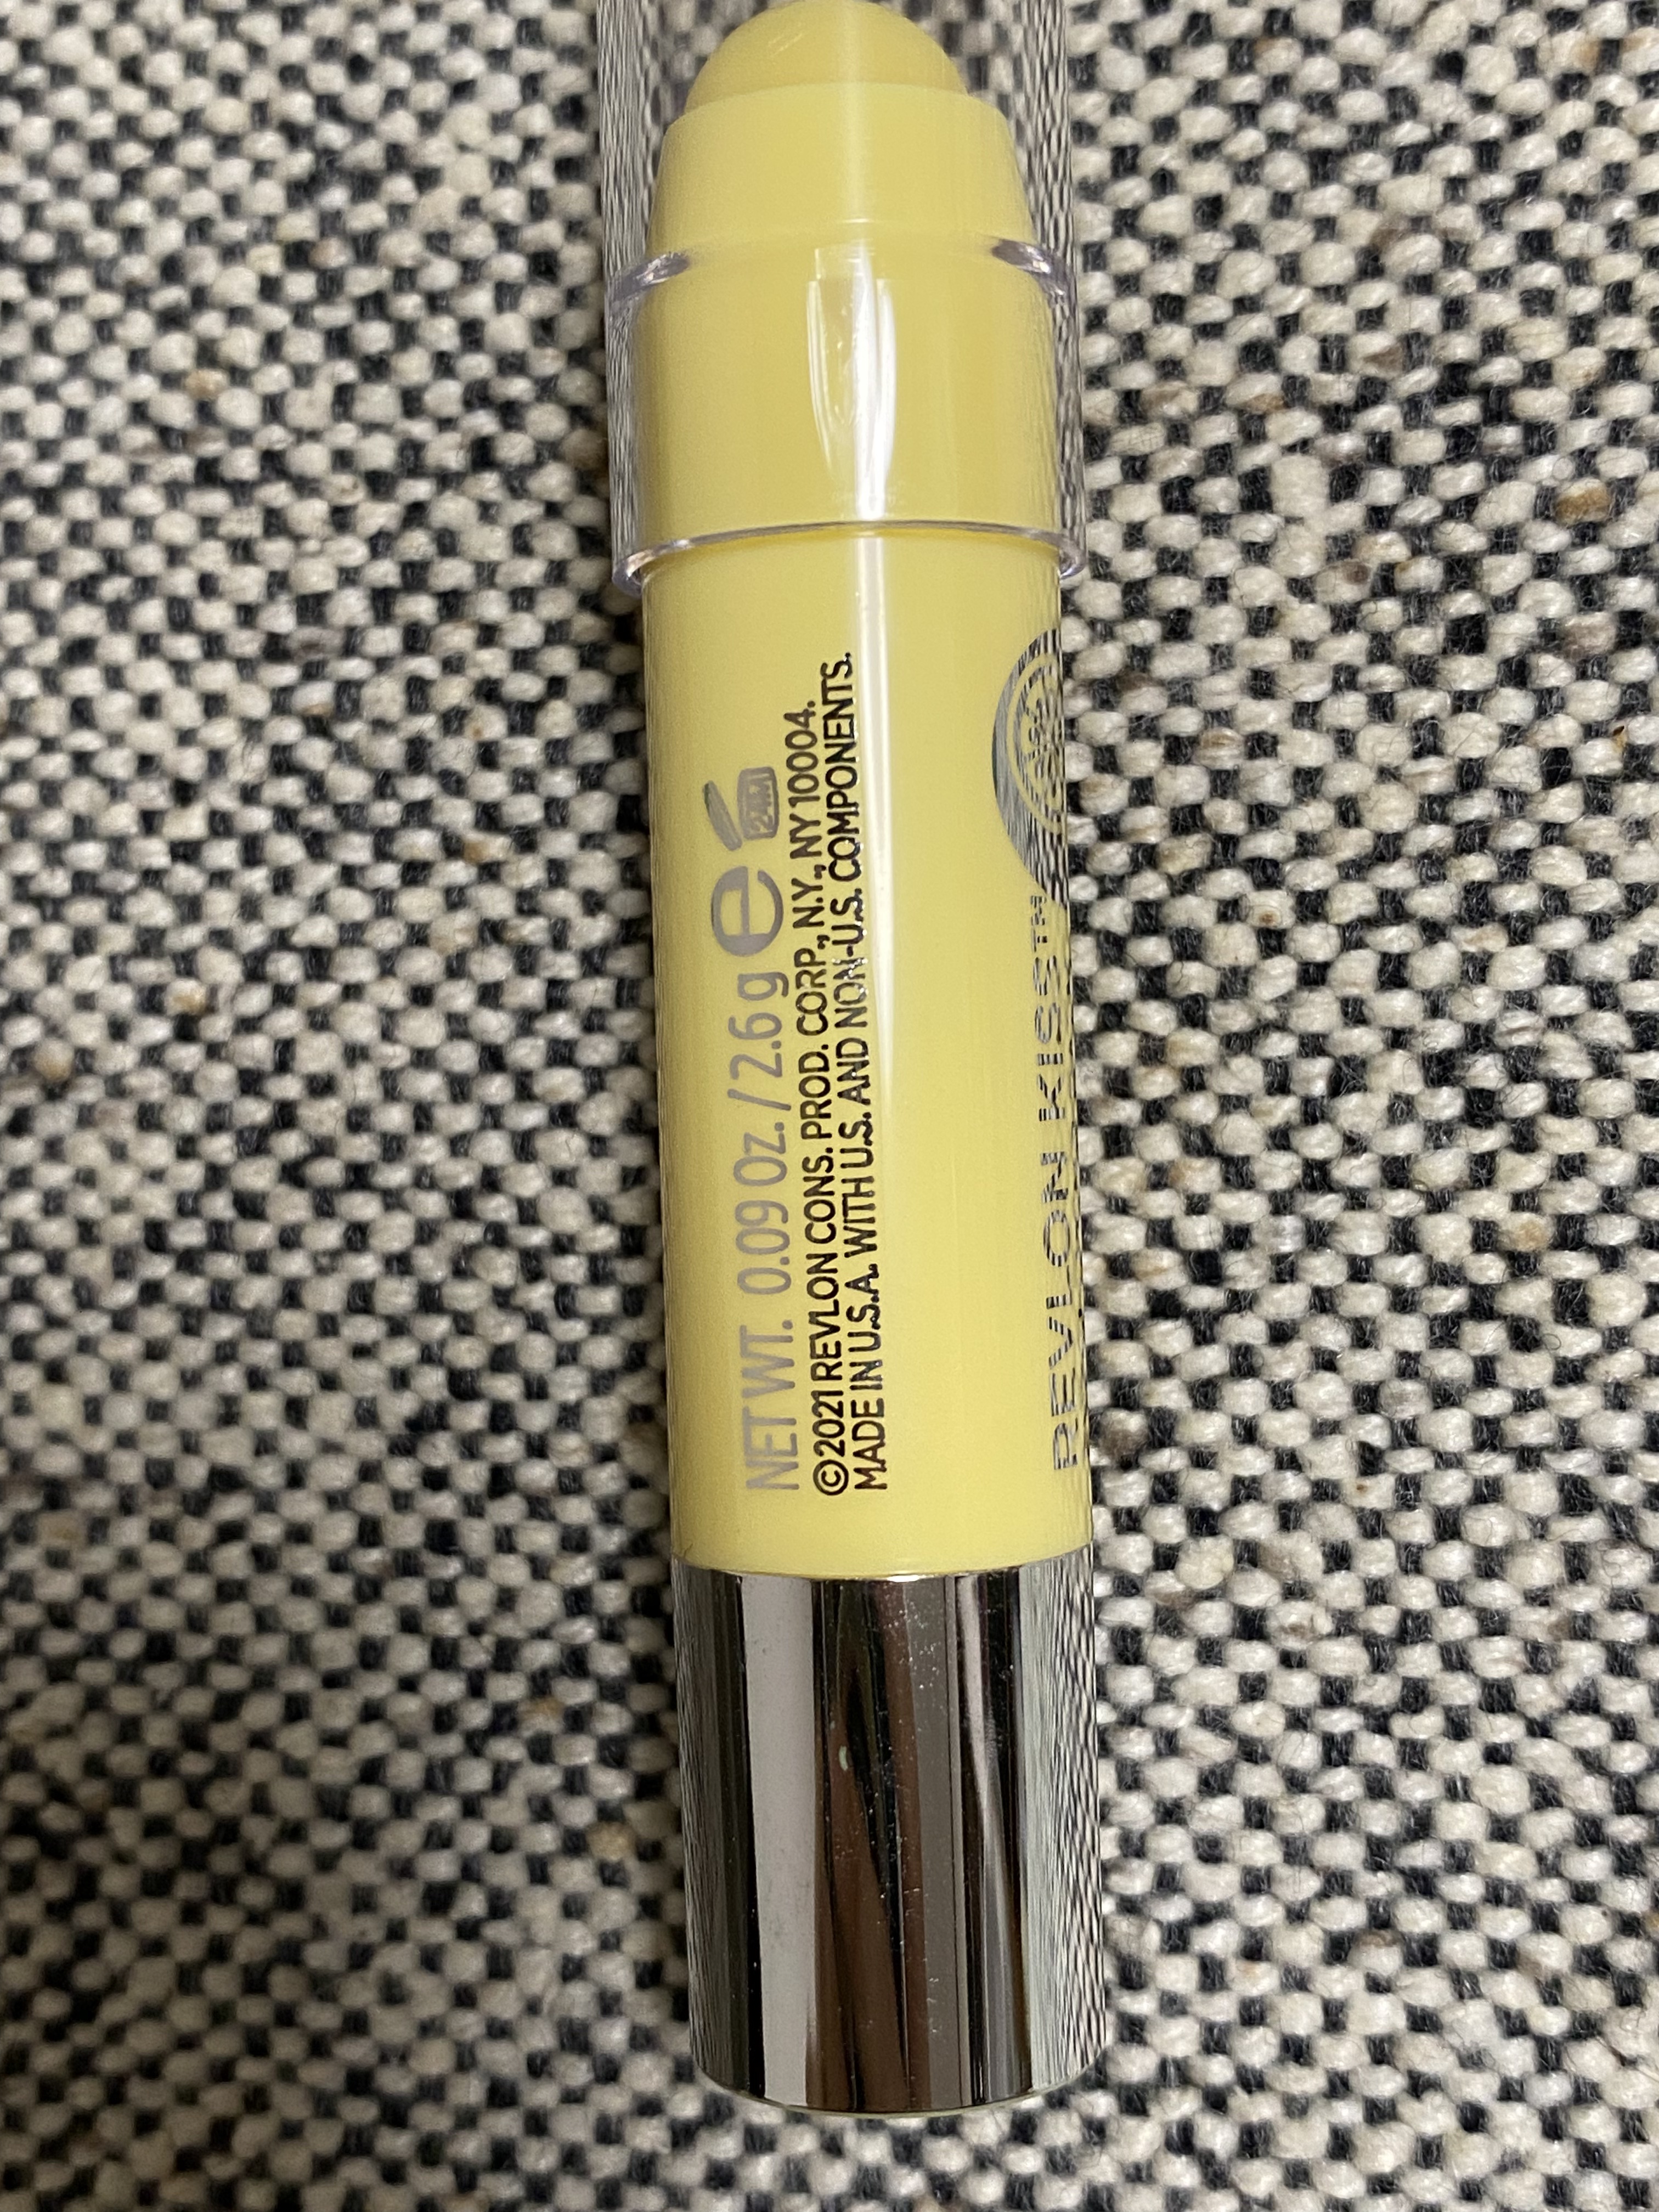 NET WT. 0.09 Oz. / 2.6 g e 24M
©2021 REVLON CONS. PROD. CORP., N.Y., NY 10004.
MADE IN U.S.A. WITH U.S. AND NON-U.S. COMPONENTS.
REVLON KISS™